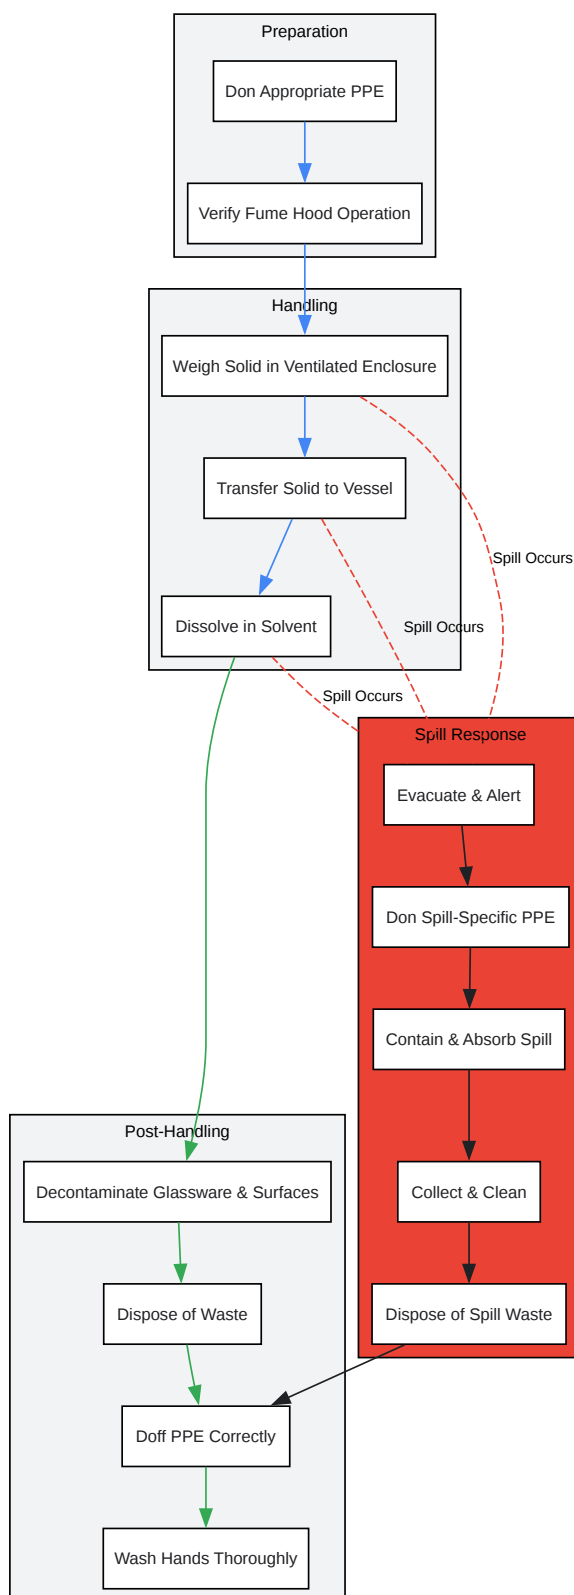 Preparation
Don Appropriate PPE
Verify Fume Hood Operation
Handling
Weigh Solid in Ventilated Enclosure
Transfer Solid to Vessel
Spill Occurs
Dissolve in Solvent
Spill Occurs
Spill Occurs
Spill Response
Evacuate & Alert
Don Spill-Specific PPE
Contain & Absorb Spill
Collect & Clean
Dispose of Spill Waste
Post-Handling
Decontaminate Glassware & Surfaces
Dispose of Waste
Doff PPE Correctly
Wash Hands Thoroughly